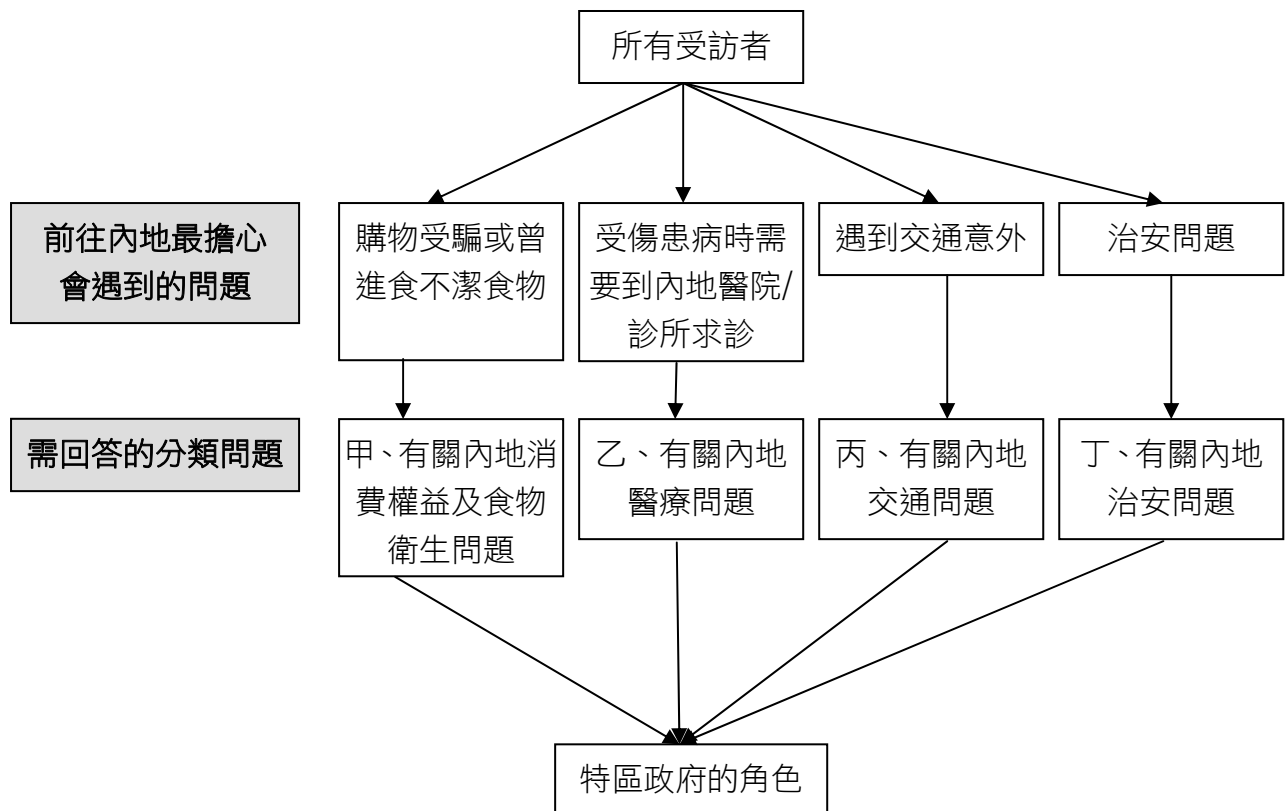 所有受訪者
前往內地最擔心
會遇到的問題
購物受騙或曾
進食不潔食物
受傷患病時需
要到內地醫院/
診所求診
遇到交通意外
治安問題
需回答的分類問題
甲、有關內地消
費權益及食物
衛生問題
乙、有關內地
醫療問題
丙、有關內地
交通問題
丁、有關內地
治安問題
特區政府的角色